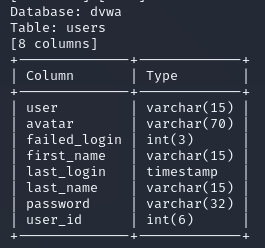 Database: dvwa
Table: users
[8 columns]
+--------------+-------------+
| Column       | Type        |
+--------------+-------------+
| user         | varchar(15) |
| avatar       | varchar(70) |
| failed_login | int(3)      |
| first_name   | varchar(15) |
| last_login   | timestamp   |
| last_name    | varchar(15) |
| password     | varchar(32) |
| user_id      | int(6)      |
+--------------+-------------+